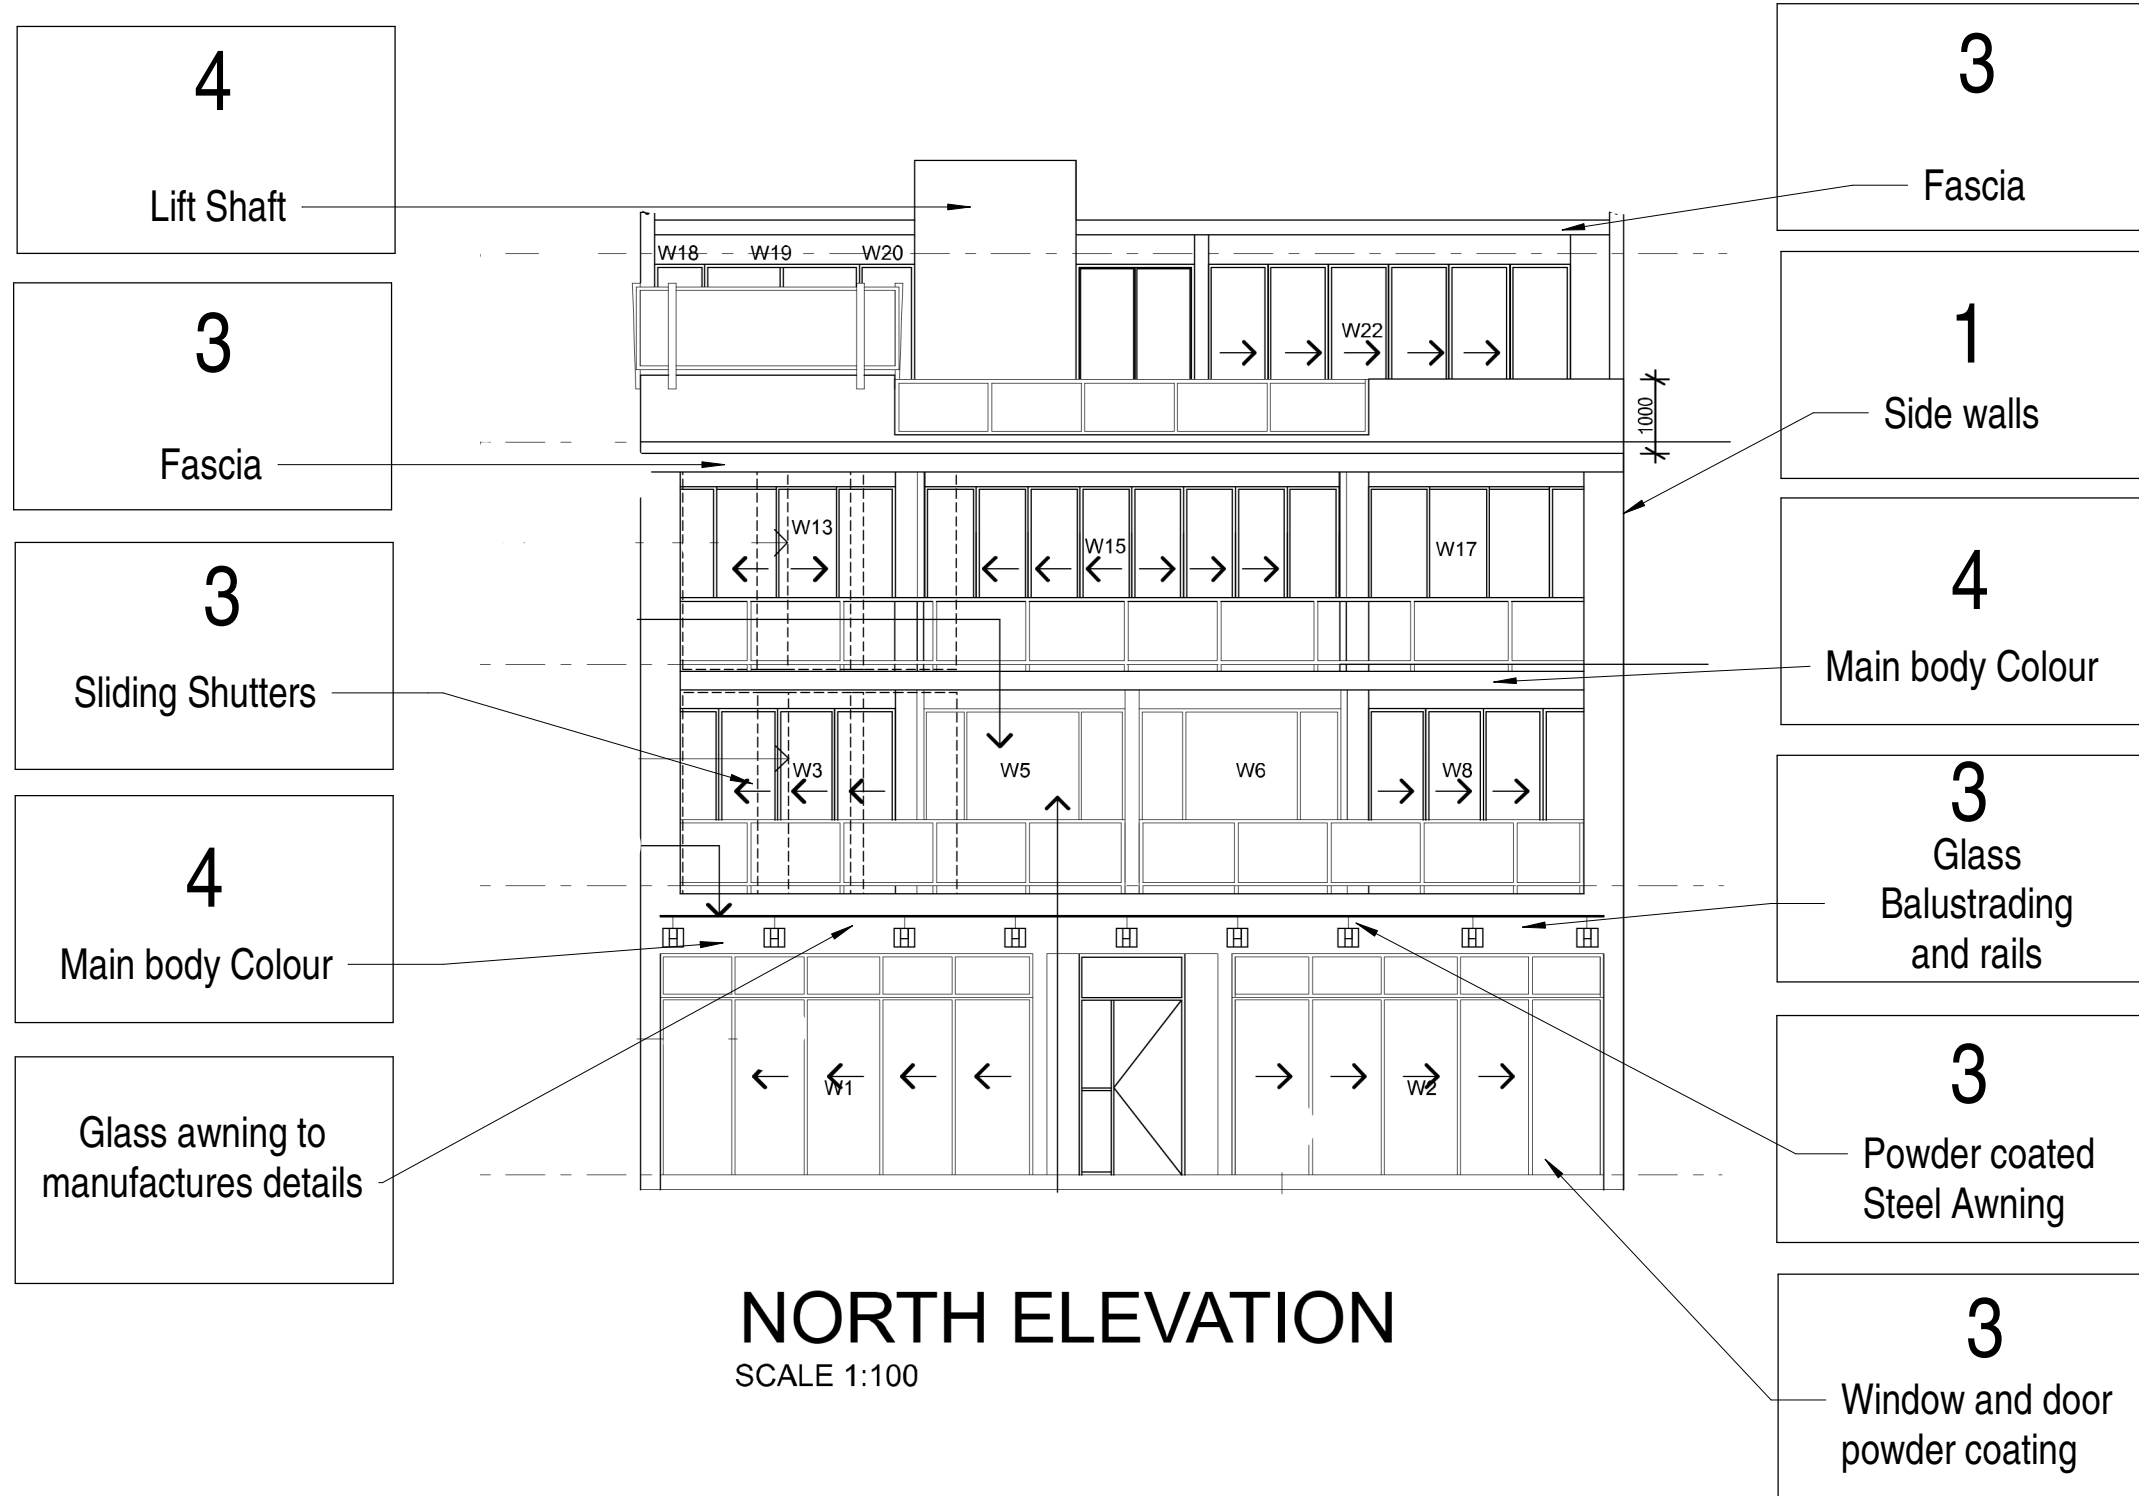 4
Lift Shaft
3
Fascia
3
Sliding Shutters
4
Main body Colour
Glass awning to
manufactures details
W18
W19
W20
W22
1000
W13
W15
W17
W3
W5
W6
W8
W1
W2
3
Fascia
1
Side walls
4
Main body Colour
3
Glass
Balustrading
and rails
3
Powder coated
Steel Awning
3
Window and door
powder coating
NORTH ELEVATION
SCALE 1:100